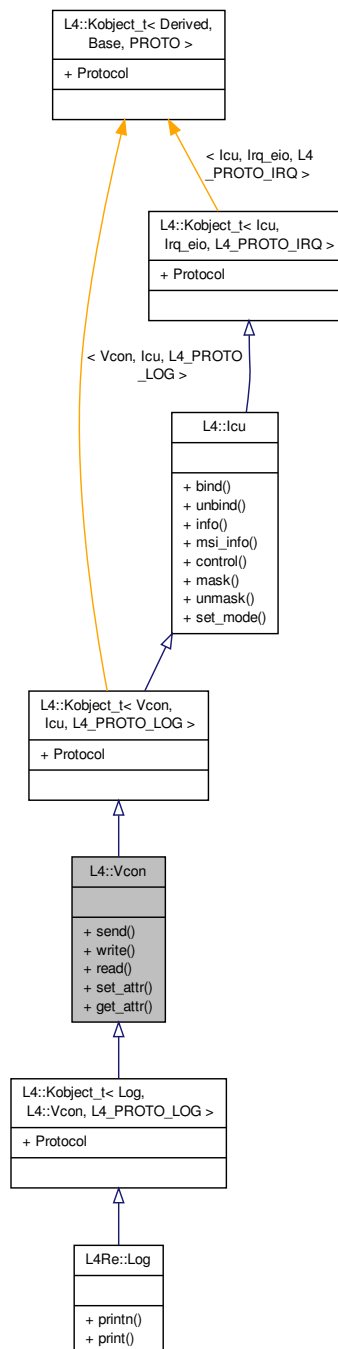 L4::Kobject_t< Derived,
Base, PROTO >
+ Protocol
< Icu, Irq_eio, L4
_PROTO_IRQ >
L4::Kobject_t< Icu,
Irq_eio, L4_PROTO_IRQ >
+ Protocol
< Vcon, Icu, L4_PROTO
_LOG >
L4::Icu
+ bind()
+ unbind()
+ info()
+ msi_info()
+ control()
+ mask()
+ unmask()
+ set_mode()
L4::Kobject_t< Vcon,
Icu, L4_PROTO_LOG >
+ Protocol
L4::Vcon
+ send()
+ write()
+ read()
+ set_attr()
+ get_attr()
L4::Kobject_t< Log,
L4::Vcon, L4_PROTO_LOG >
+ Protocol
L4Re::Log
+ printn()
+ print()